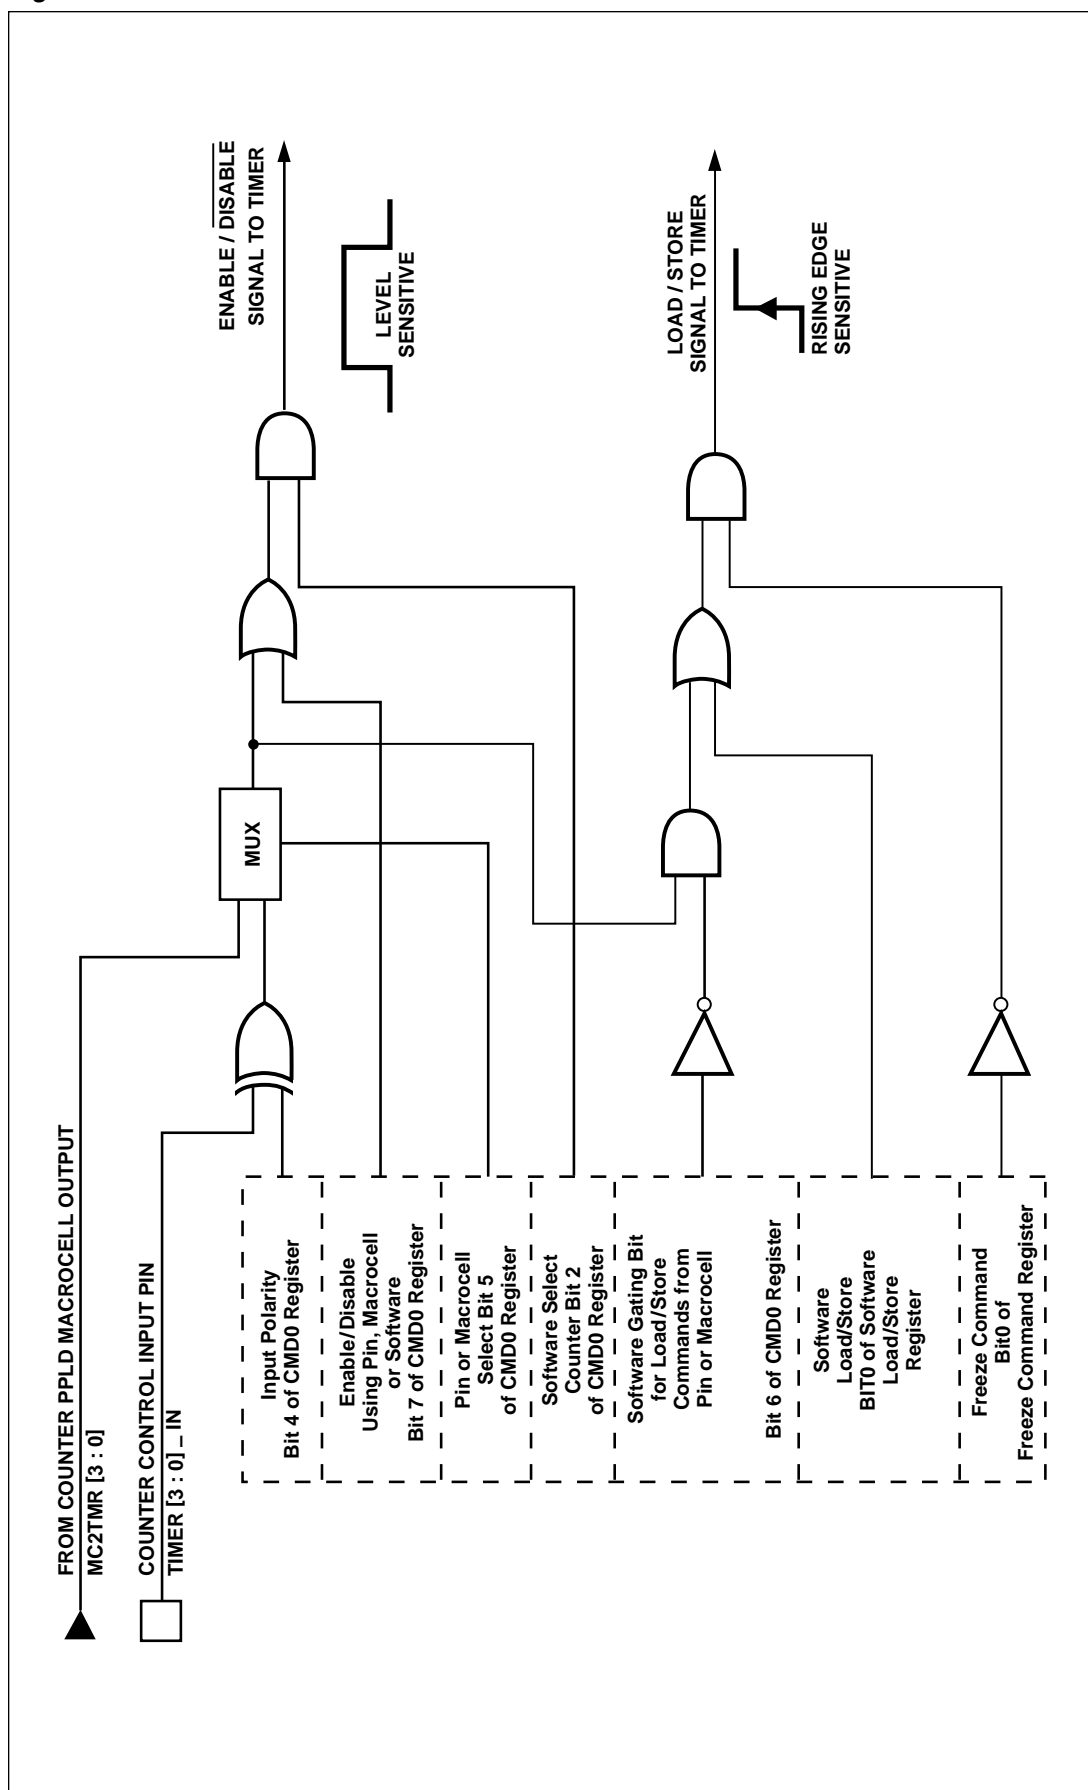 FROM COUNTER PPLD MACROCELL OUTPUT
MC2TMR [3 : 0]
COUNTER CONTROL INPUT PIN
TIMER [3 : 0] _ IN
MUX
ENABLE / DISABLE
SIGNAL TO TIMER
LEVEL
SENSITIVE
Input Polarity
Bit 4 of CMD0 Register
Enable/Disable
Using Pin, Macrocell
or Software
Bit 7 of CMD0 Register
Pin or Macrocell
Select Bit 5
of CMD0 Register
Software Select
Counter Bit 2
of CMD0 Register
Software Gating Bit
for Load/Store
Commands from
Pin or Macrocell
Bit 6 of CMD0 Register
Software
Load/Store
BIT0 of Software
Load/Store
Register
Freeze Command
Bit0 of
Freeze Command Register
LOAD / STORE
SIGNAL TO TIMER
RISING EDGE
SENSITIVE